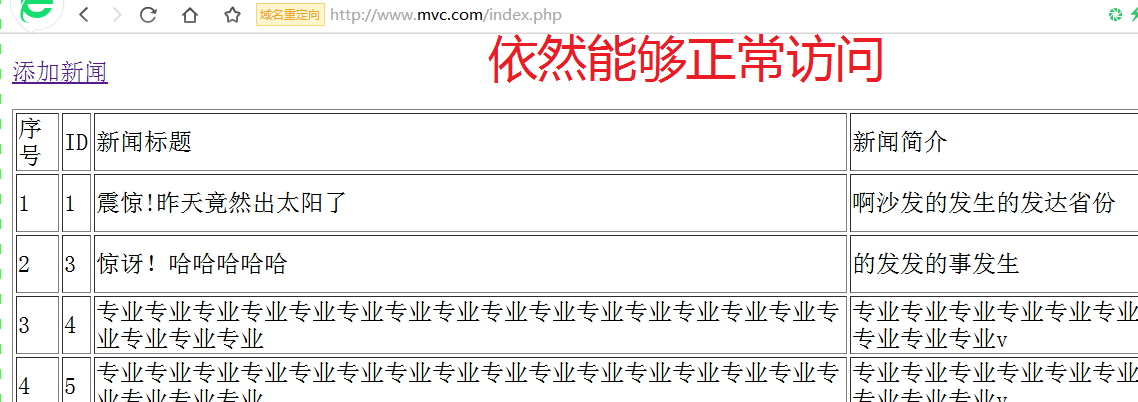 域名重定向 http://www.mvc.com/index.php
依然能够正常访问
添加新闻
序号 ID 新闻标题 新闻简介
1 1 震惊!昨天竟然出太阳了 啊沙发的发生的发达省份
2 3 惊讶！哈哈哈哈哈 的发发的事发生
3 4 专业专业专业专业专业专业专业专业专业专业专业专业专业专业专业专 专业专业专业专业专业专业
业专业专业专业 专业专业专业v
4 5 专业专业专业专业专业专业专业专业专业专业专业专业专业专业专业专 专业专业专业专业专业专业